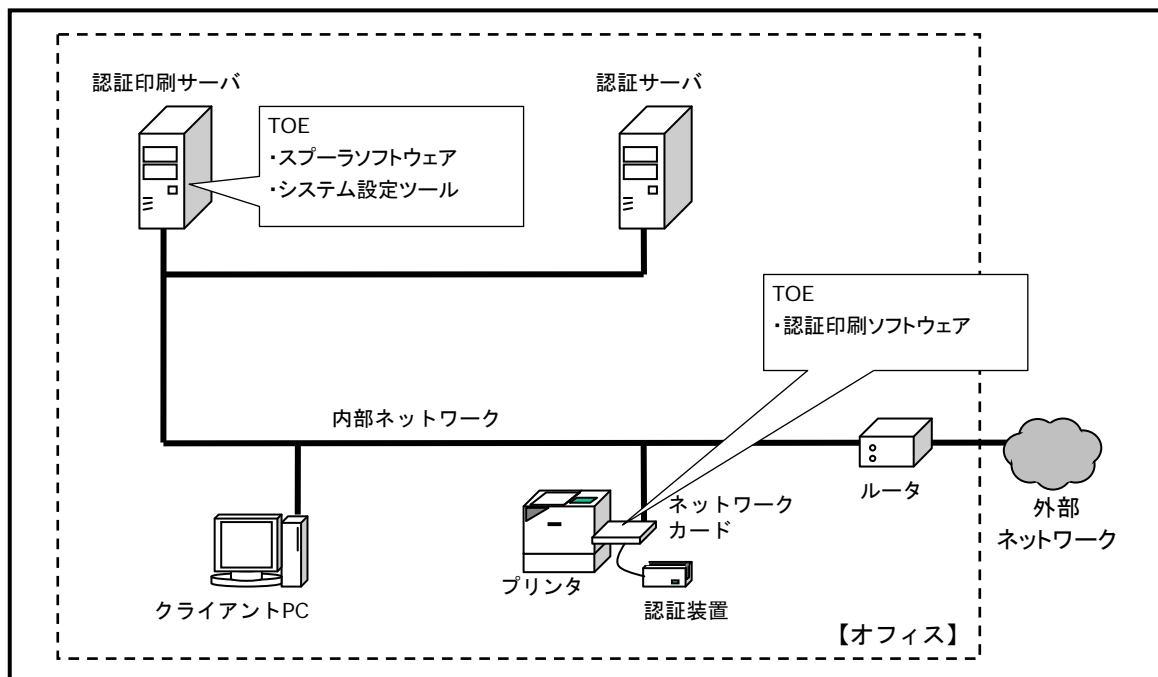 認証印刷サーバ
認証サーバ
TOE
・スプーラソフトウェア
・システム設定ツール
TOE
・認証印刷ソフトウェア
内部ネットワーク
ルータ
外部
ネットワーク
ネットワーク
カード
プリンタ
認証装置
クライアントPC
【オフィス】